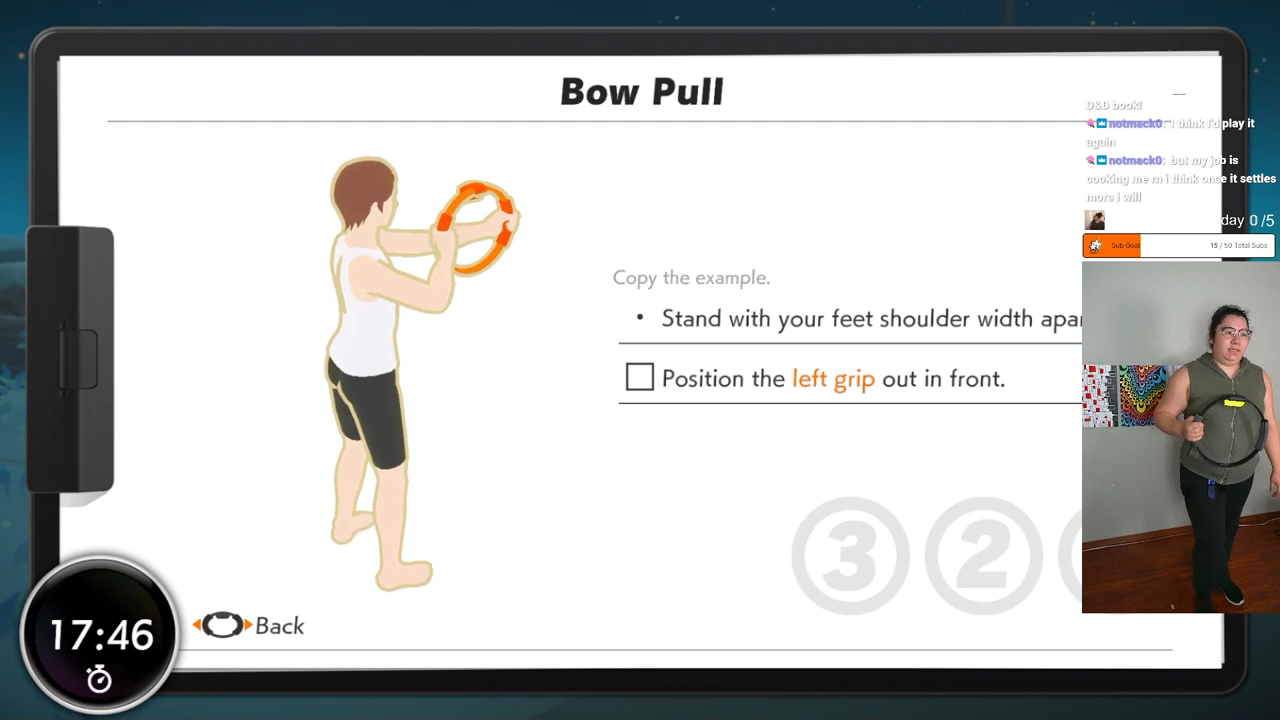 Bow Pull
D&D book!
notmack0: I think I'd play it
again
notmack0: but my job is
cooking me rn i think once it settles
more i will
day 0 /5
Sub Goal 15 / 50 Total Subs
Copy the example.
• Stand with your feet shoulder width apar
Position the left grip out in front.
3 2
17:46
Back